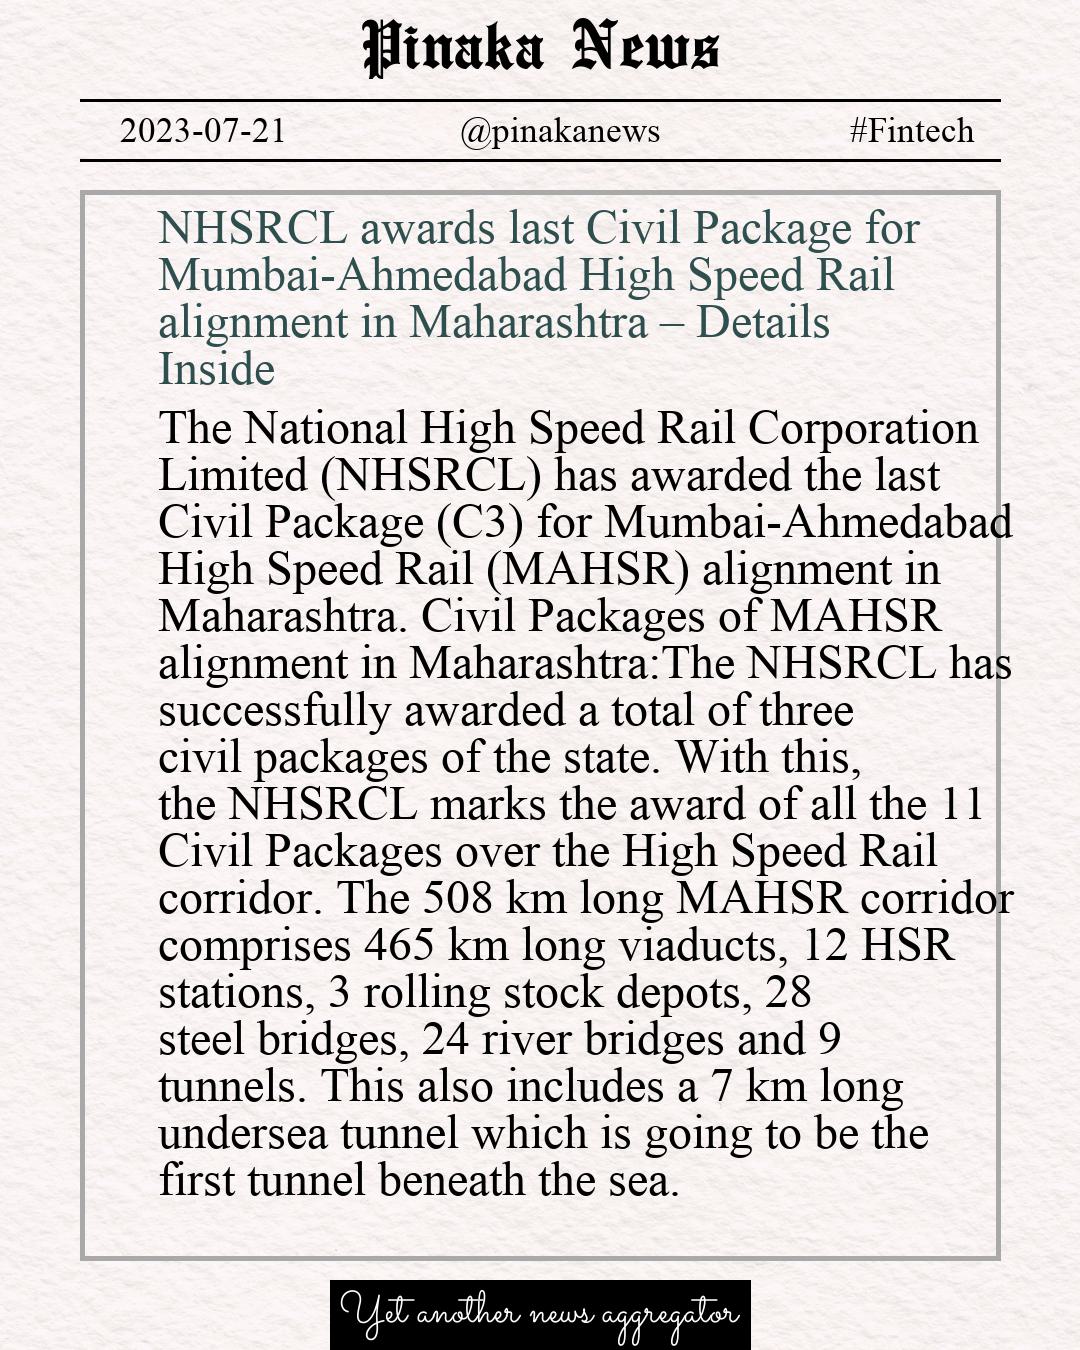 Pinaka News
2023-07-21 @pinakanews #Fintech
NHSRCL awards last Civil Package for
Mumbai-Ahmedabad High Speed Rail
alignment in Maharashtra – Details
Inside
The National High Speed Rail Corporation
Limited (NHSRCL) has awarded the last
Civil Package (C3) for Mumbai-Ahmedabad
High Speed Rail (MAHSR) alignment in
Maharashtra. Civil Packages of MAHSR
alignment in Maharashtra:The NHSRCL has
successfully awarded a total of three
civil packages of the state. With this,
the NHSRCL marks the award of all the 11
Civil Packages over the High Speed Rail
corridor. The 508 km long MAHSR corridor
comprises 465 km long viaducts, 12 HSR
stations, 3 rolling stock depots, 28
steel bridges, 24 river bridges and 9
tunnels. This also includes a 7 km long
undersea tunnel which is going to be the
first tunnel beneath the sea.
Yet another news aggregator